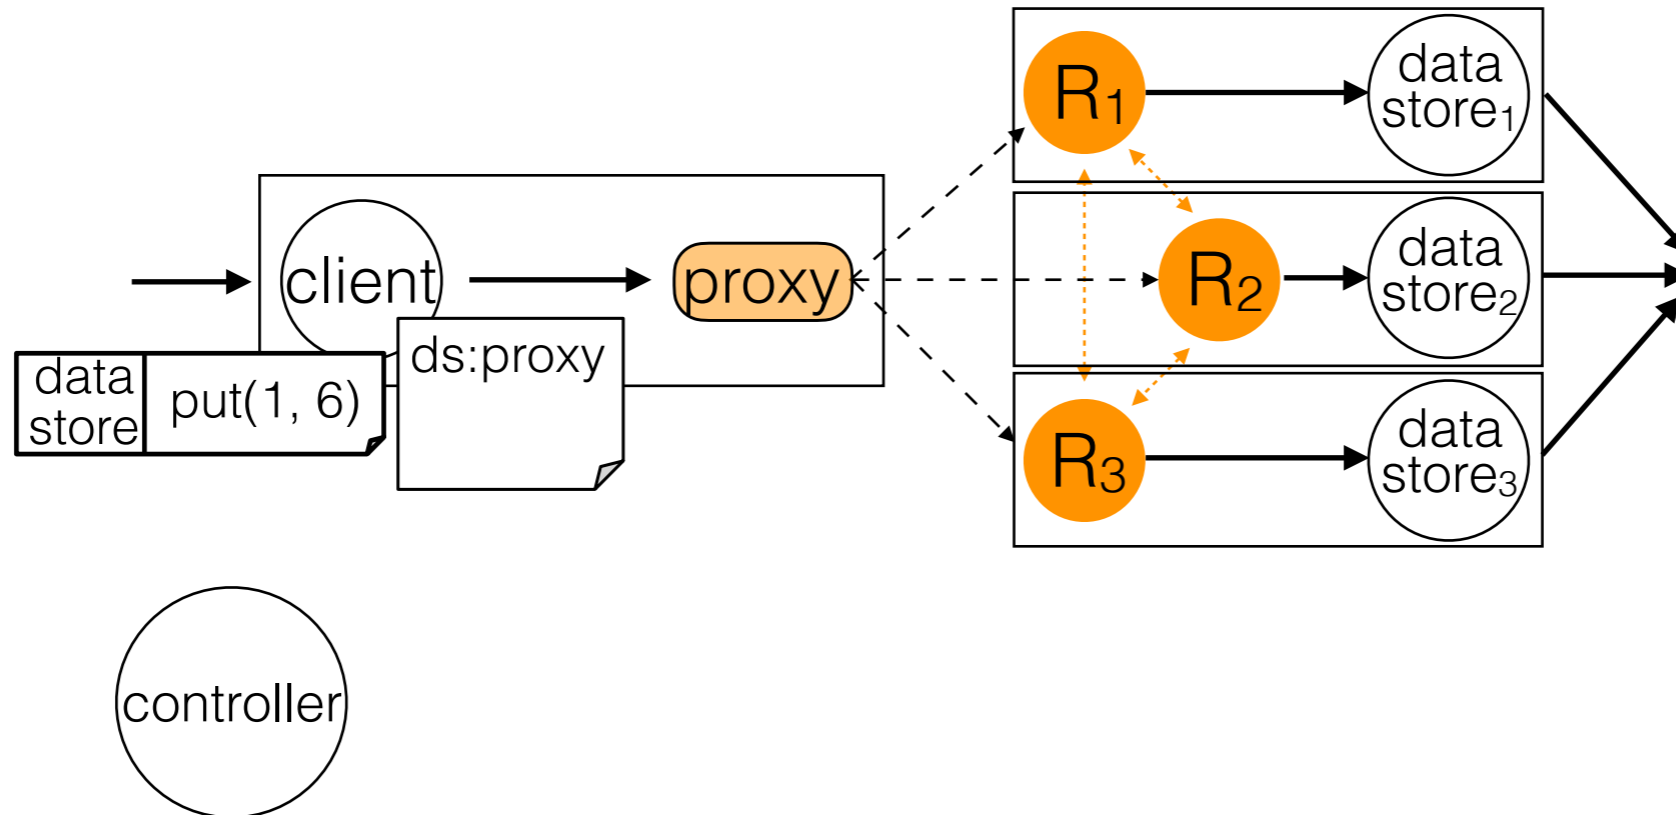 R₁
data
store₁
client
proxy
R₂
data
store₂
ds:proxy
data
store
put(1, 6)
R₃
data
store₃
controller